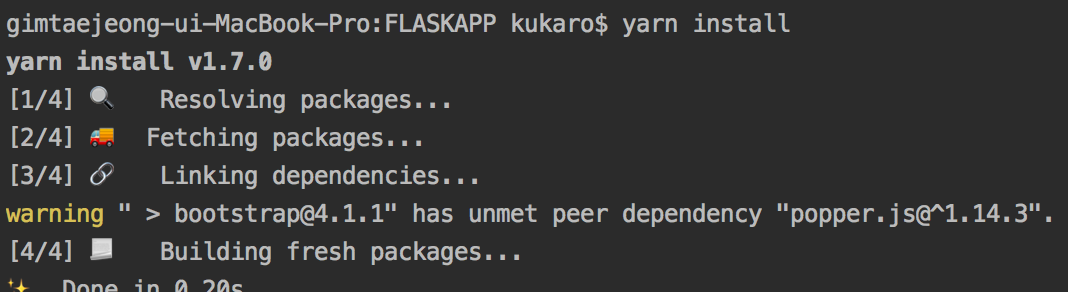 gimtaejeong-ui-MacBook-Pro:FLASKAPP kukaro$ yarn install
yarn install v1.7.0
[1/4] 🔍 Resolving packages...
[2/4] 🚚 Fetching packages...
[3/4] 🔗 Linking dependencies...
warning " > bootstrap@4.1.1" has unmet peer dependency "popper.js@^1.14.3".
[4/4] 📃 Building fresh packages...
✨ Done in 0.20s.